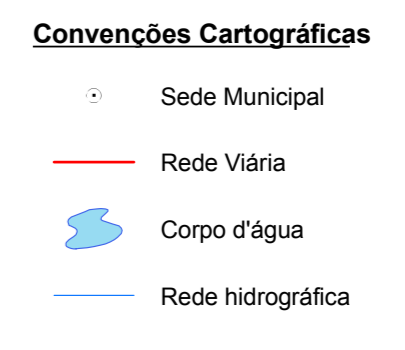 Convenções Cartográficas
Sede Municipal
Rede Viária
Corpo d'água
Rede hidrográfica